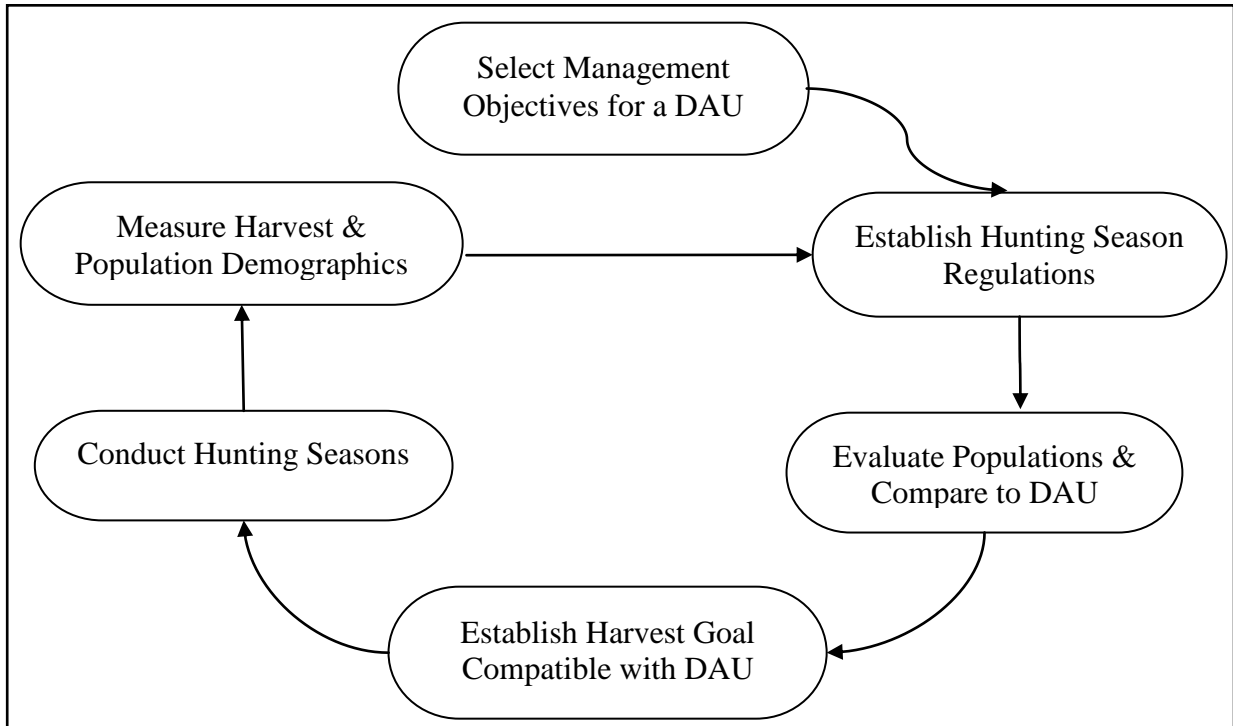 Select Management
Objectives for a DAU
Measure Harvest &
Population Demographics
Establish Hunting Season
Regulations
Conduct Hunting Seasons
Evaluate Populations &
Compare to DAU
Establish Harvest Goal
Compatible with DAU